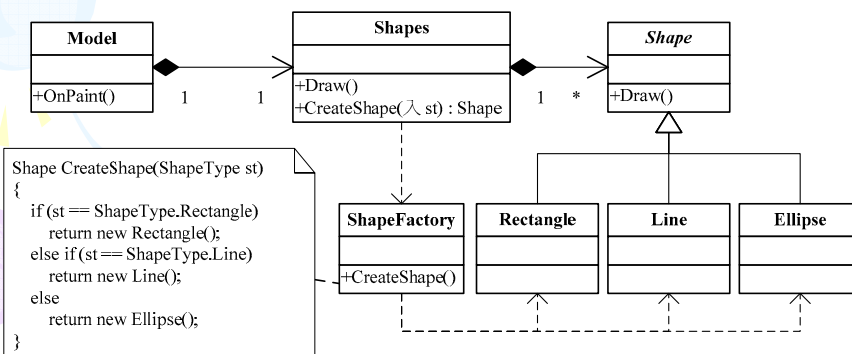 Model
+OnPaint()
1
1
Shapes
+Draw()
+CreateShape(入 st) : Shape
1
*
Shape
+Draw()
Shape CreateShape(ShapeType st)
{
if (st == ShapeType.Rectangle)
return new Rectangle();
else if (st == ShapeType.Line)
return new Line();
else
return new Ellipse();
}
ShapeFactory
+CreateShape()
Rectangle
Line
Ellipse